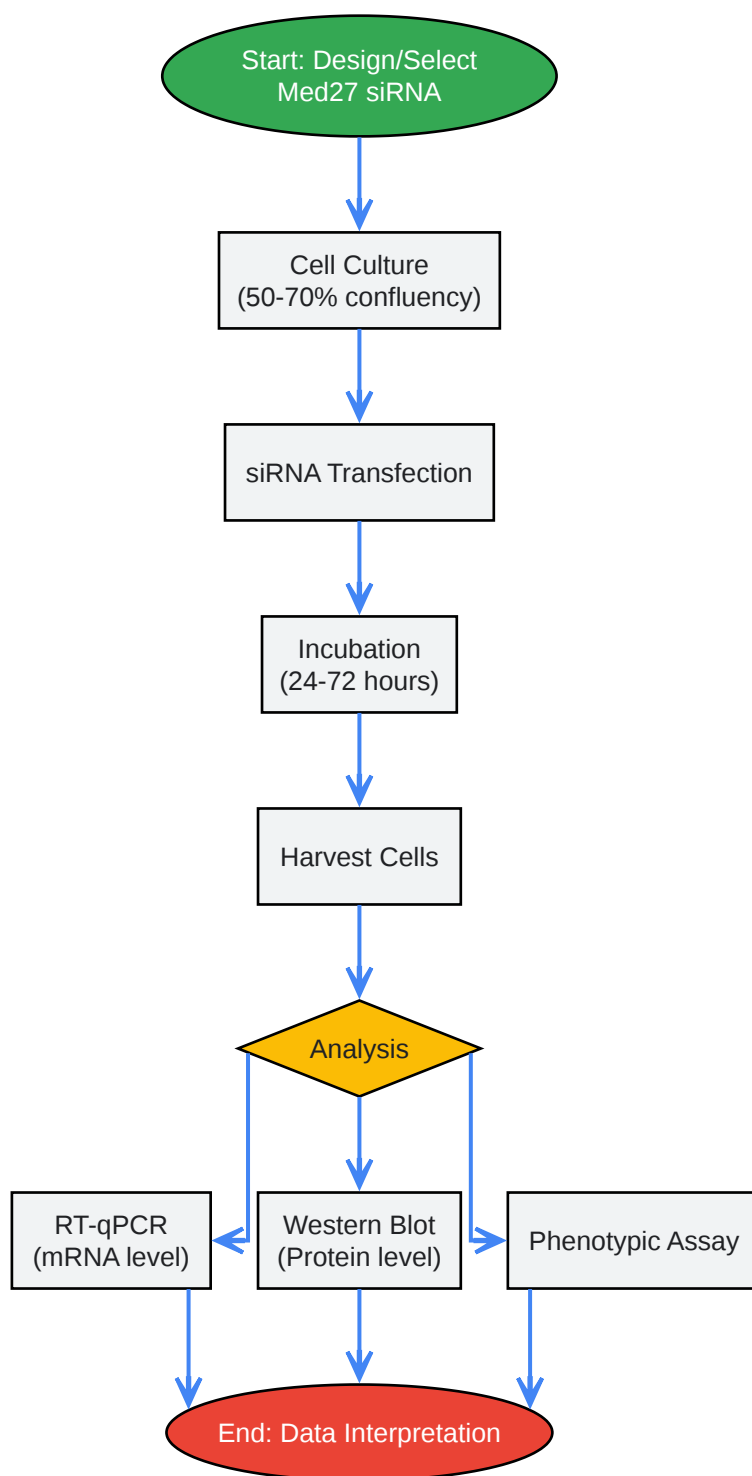 Start: Design/Select
Med27 siRNA
Cell Culture
(50-70% confluency)
siRNA Transfection
Incubation
(24-72 hours)
Harvest Cells
Analysis
RT-qPCR
(mRNA level)
Western Blot
(Protein level)
Phenotypic Assay
End: Data Interpretation